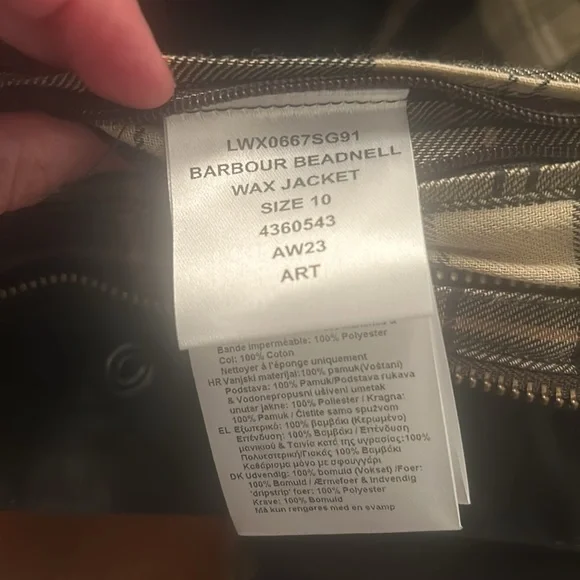 LWX0667SG91
BARBOUR BEADNELL
WAX JACKET
SIZE 10
4360543
AW23
ART
Bande imperméable: 100% Polyester
Col: 100% Coton
Nettoyer à l'éponge uniquement
HR Vanjski materijal:100% pamuk(Voštani)
Podstava: 100% Pamuk/Podstava rukava
& Vodonepropusni ušiveni umetak
unutar jakne: 100% Poliester / Kragna:
100% Pamuk / Čistite samo spužvom
EL Εξωτερικό: 100% βαμβάκι (Κερωμένο)
Επένδυση: 100% Βαμβάκι / Επένδυση
μανικιού & Ταινία κατά της υγρασίας:100%
Πολυεστερική/Γιακάς 100% Βαμβάκι
Καθάρισμα μόνο με σφουγγάρι
DK Udvendig: 100% bomuld (Vokset) /Foer:
100% Bomuld / Ærmefoer & Indvendig
'dripstrip' foer: 100% Polyester
Krave: 100% Bomuld
Må kun rengøres med en svamp